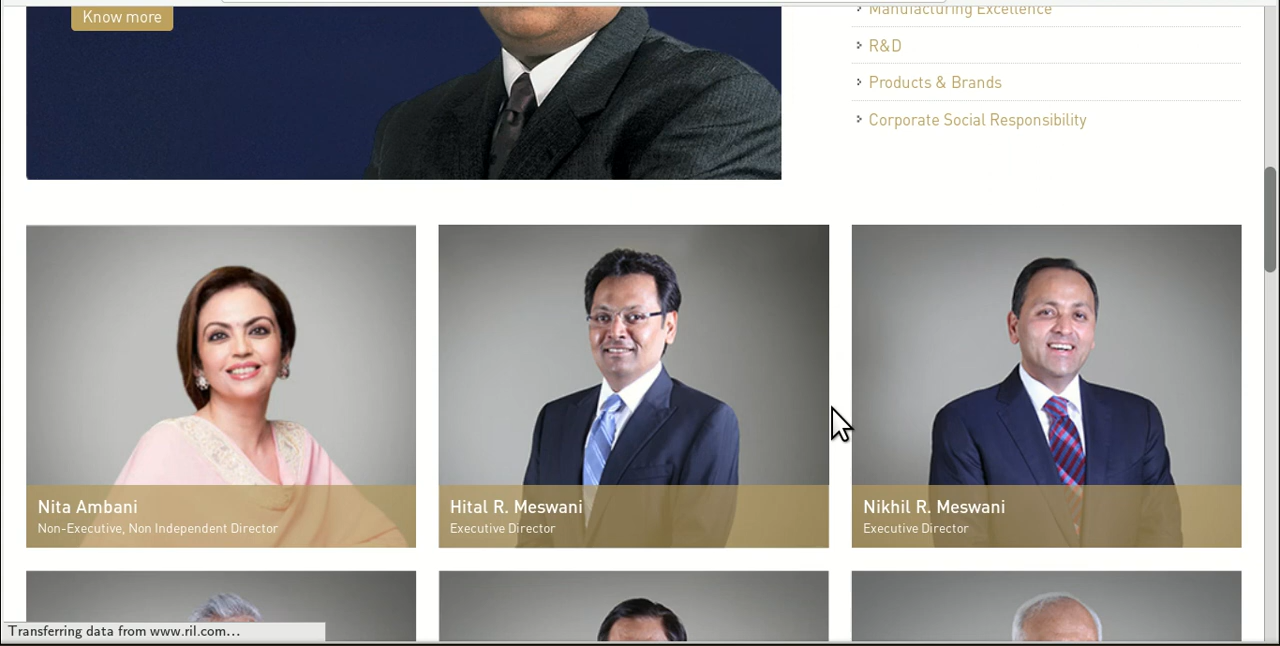 Know more
Manufacturing Excellence
R&D
Products & Brands
Corporate Social Responsibility
Nita Ambani
Non-Executive, Non Independent Director
Hital R. Meswani
Executive Director
Nikhil R. Meswani
Executive Director
Transferring data from www.ril.com...